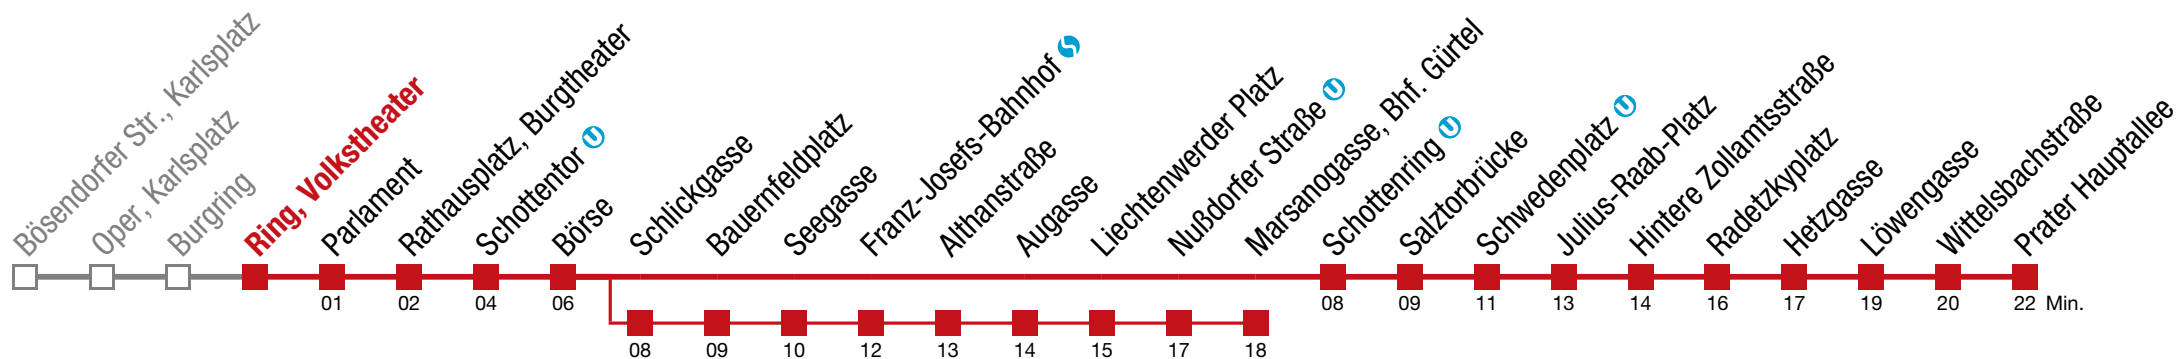 Bösendorfer Str., Karlsplatz
Oper, Karlsplatz
Burgring
Ring, Volkstheater
Parlament
Rathausplatz, Burgtheater
Schottentor U
Börse
Schlickgasse
Bauernfeldplatz
Seegasse
Franz-Josefs-Bahnhof S
Althanstraße
Augasse
Liechtenwerder Platz
Nußdorfer Straße U
Marsanogasse, Bhf. Gürtel
Schottenring U
Salztorbrücke
Schwedenplatz U
Julius-Raab-Platz
Hintere Zollamtsstraße
Radetzkyplatz
Hetzgasse
Löwengasse
Wittelsbachstraße
Prater Hauptallee
01 02 04 06 08 09 11 13 14 16 17 19 20 22 Min.
08 09 10 12 13 14 15 17 18